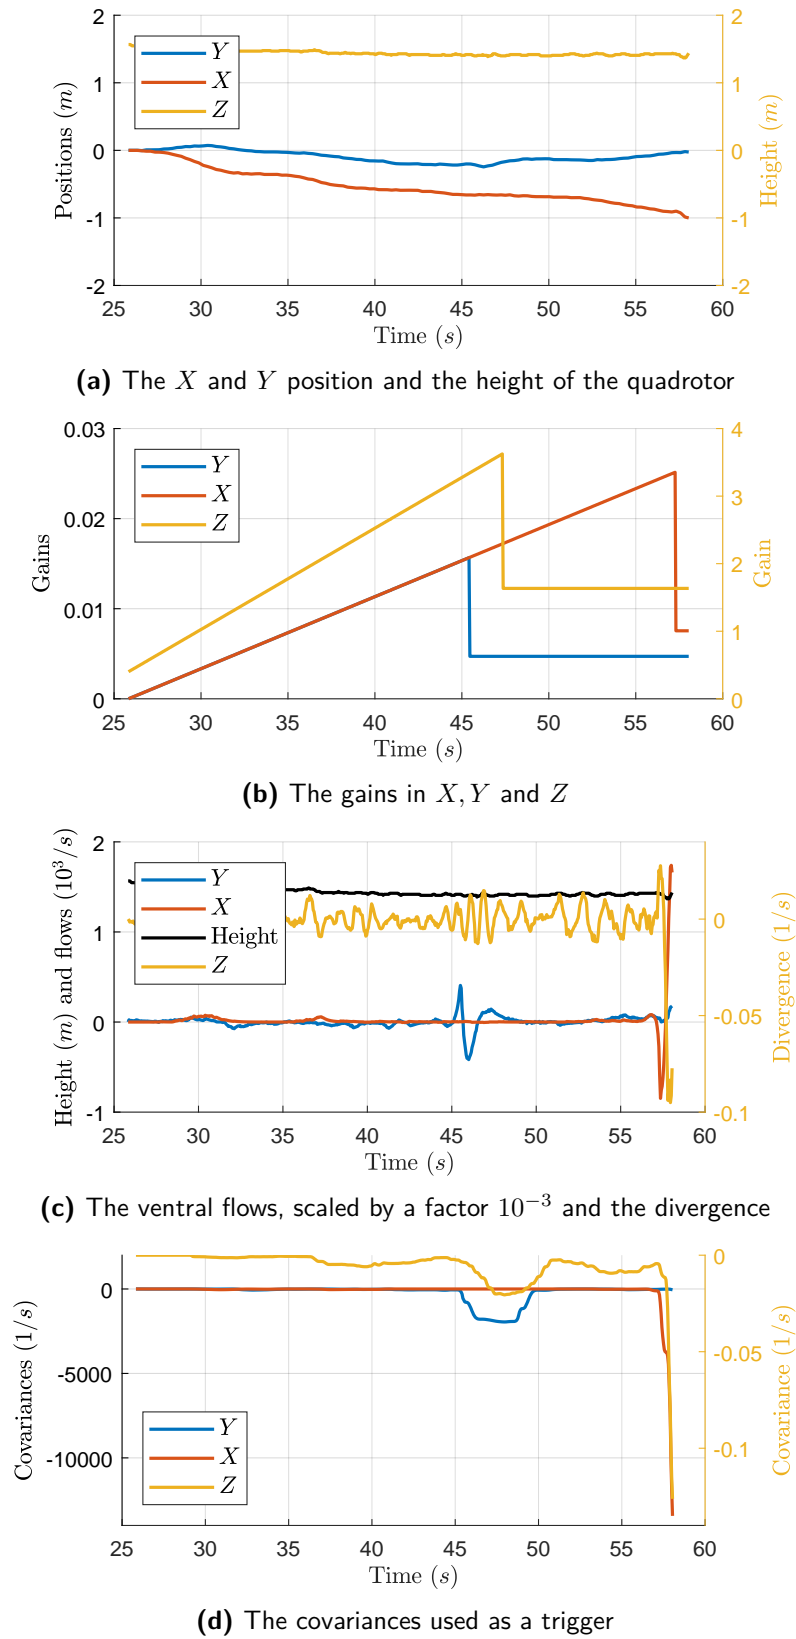 2
1
0
-1
-2
Positions (m)
Y
X
Z
2
1
0
-1
-2
Height (m)
25 30 35 40 45 50 55 60
Time (s)
(a) The X and Y position and the height of the quadrotor
0.03
0.02
0.01
0
Gains
Y
X
Z
4
3
2
1
0
Gain
25 30 35 40 45 50 55 60
Time (s)
(b) The gains in X, Y and Z
2
1
0
-1
Height (m) and flows (10³/s)
Y
X
Height
Z
0
-0.05
-0.1
Divergence (1/s)
25 30 35 40 45 50 55 60
Time (s)
(c) The ventral flows, scaled by a factor 10⁻³ and the divergence
0
-5000
-10000
Covariances (1/s)
Y
X
Z
0
-0.05
-0.1
Covariance (1/s)
25 30 35 40 45 50 55 60
Time (s)
(d) The covariances used as a trigger